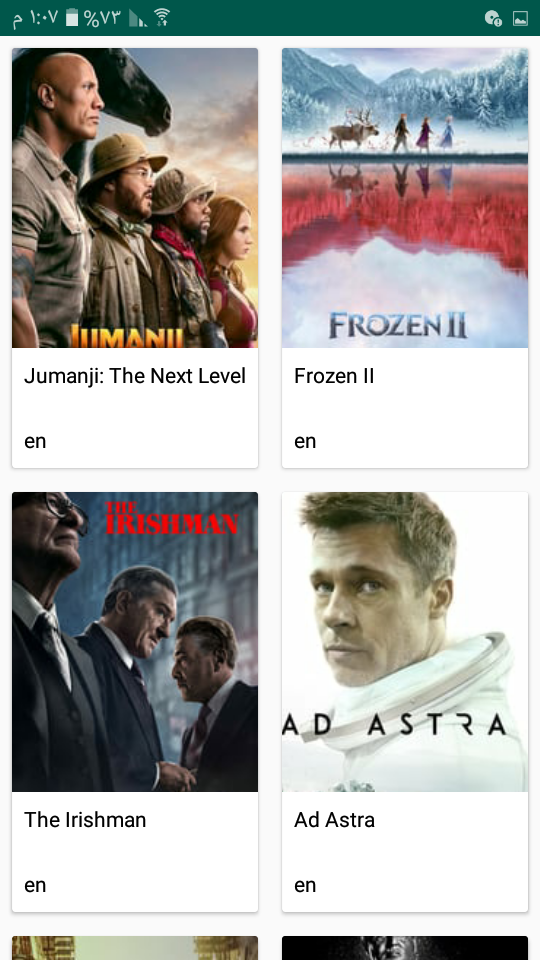 م ١:٠٧ %٧٣
JUMANJI
FROZEN II
Jumanji: The Next Level
Frozen II
en
en
THE
IRISHMAN
AD ASTRA
The Irishman
Ad Astra
en
en